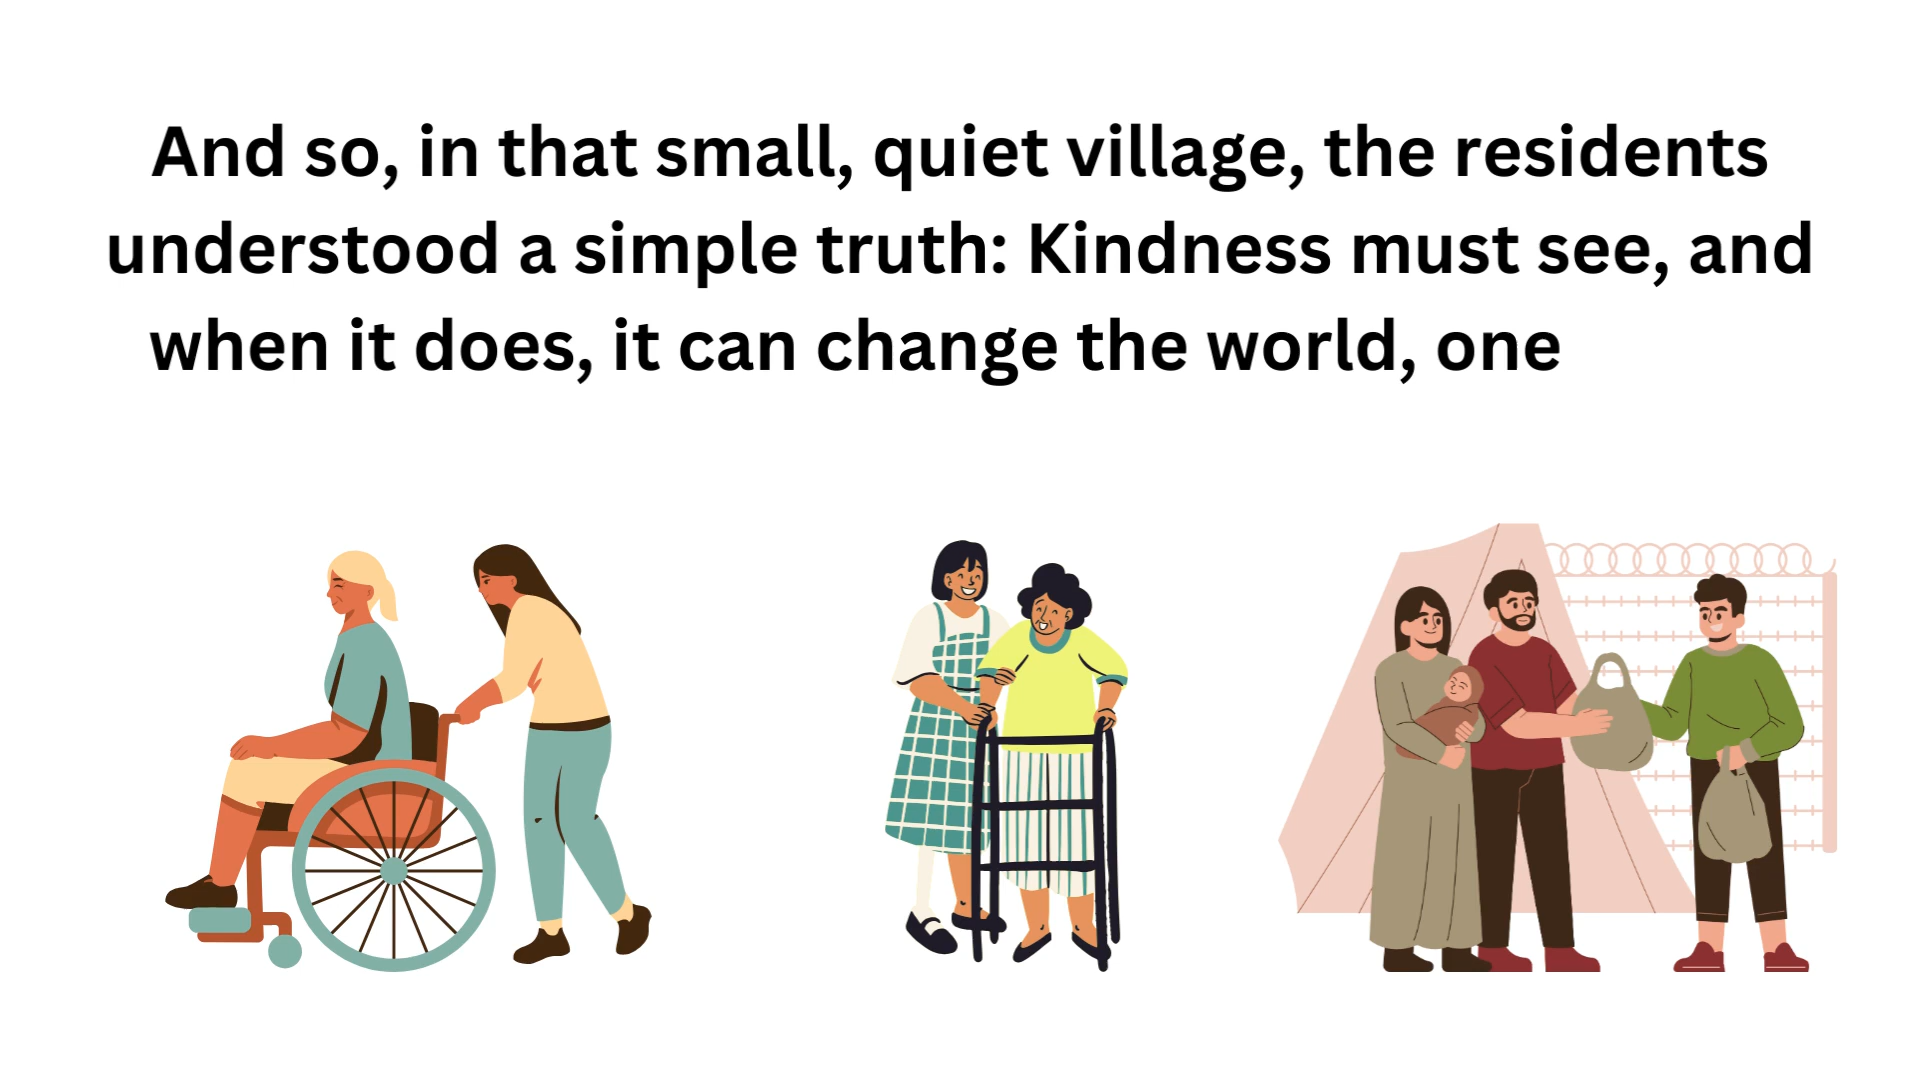 And so, in that small, quiet village, the residents
understood a simple truth: Kindness must see, and
when it does, it can change the world, one